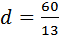 d = 60/13